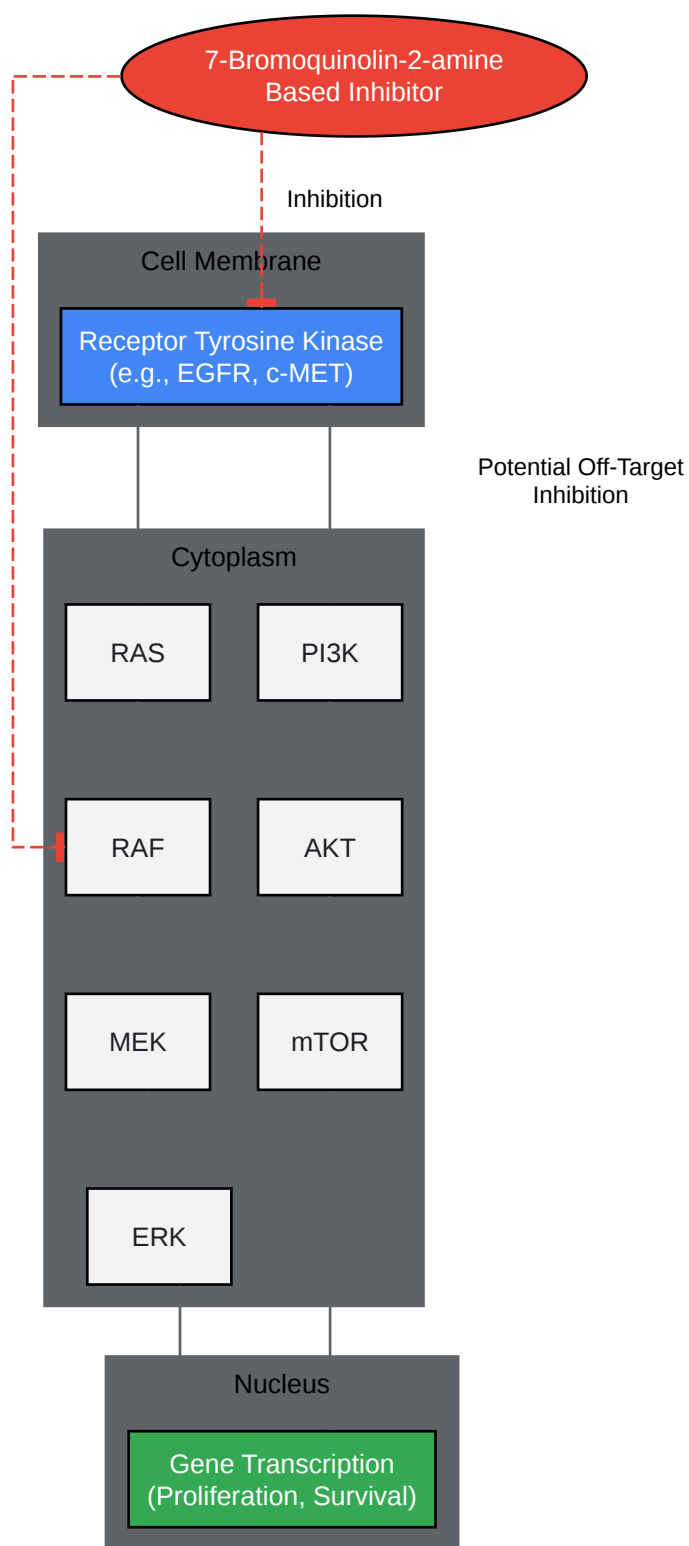 7-Bromoquinolin-2-amine
Based Inhibitor
Inhibition
Cell Membrane
Receptor Tyrosine Kinase
(e.g., EGFR, c-MET)
Potential Off-Target
Inhibition
Cytoplasm
RAS
PI3K
RAF
AKT
MEK
mTOR
ERK
Nucleus
Gene Transcription
(Proliferation, Survival)